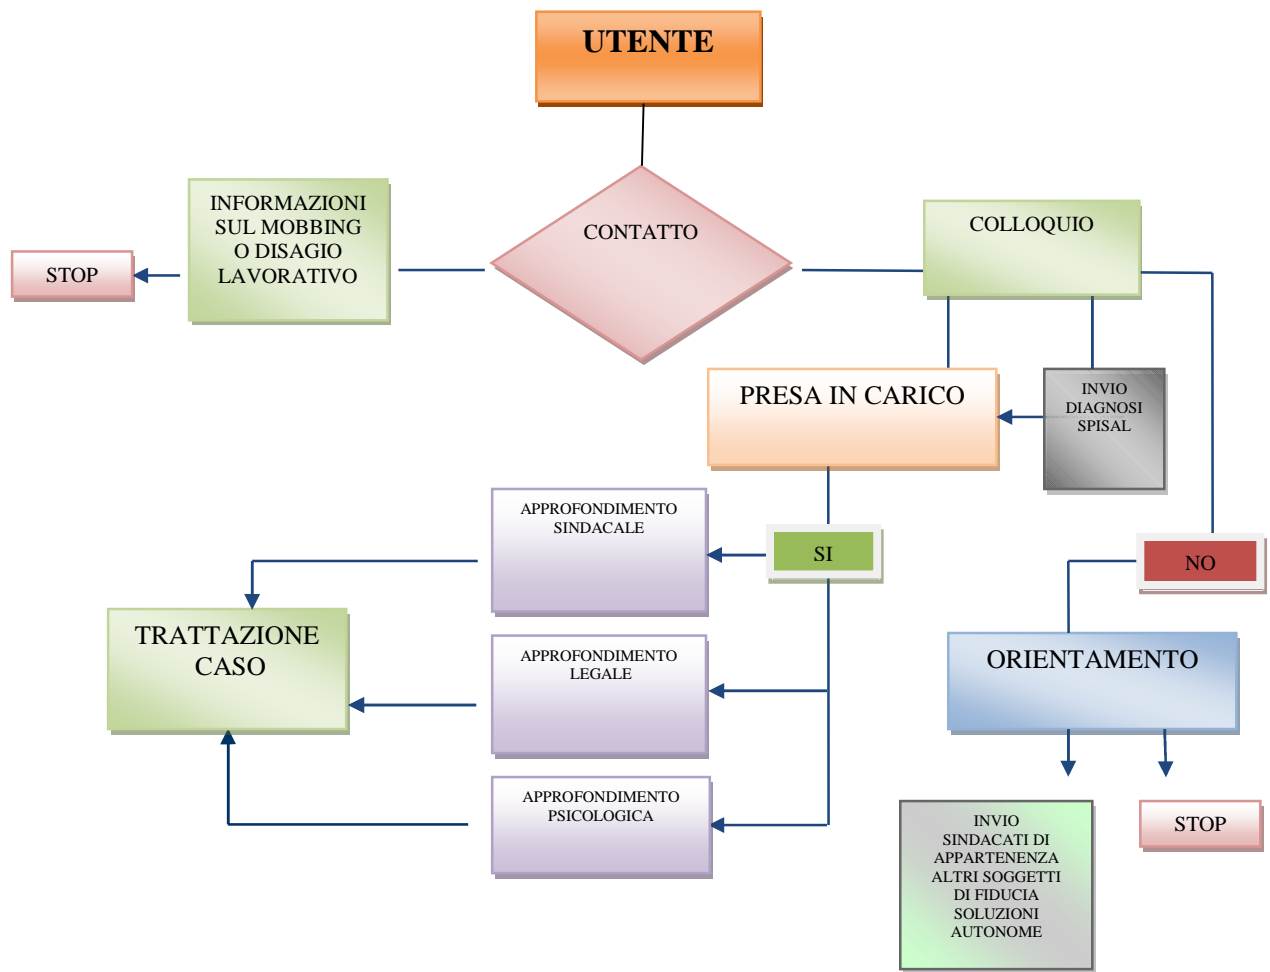 UTENTE
INFORMAZIONI
SUL MOBBING
O DISAGIO
LAVORATIVO
STOP
CONTATTO
COLLOQUIO
PRESA IN CARICO
INVIO
DIAGNOSI
SPISAL
APPROFONDIMENTO
SINDACALE
SI
NO
TRATTAZIONE
CASO
APPROFONDIMENTO
LEGALE
ORIENTAMENTO
APPROFONDIMENTO
PSICOLOGICA
INVIO
SINDACATI DI
APPARTENENZA
ALTRI SOGGETTI
DI FIDUCIA
SOLUZIONI
AUTONOME
STOP